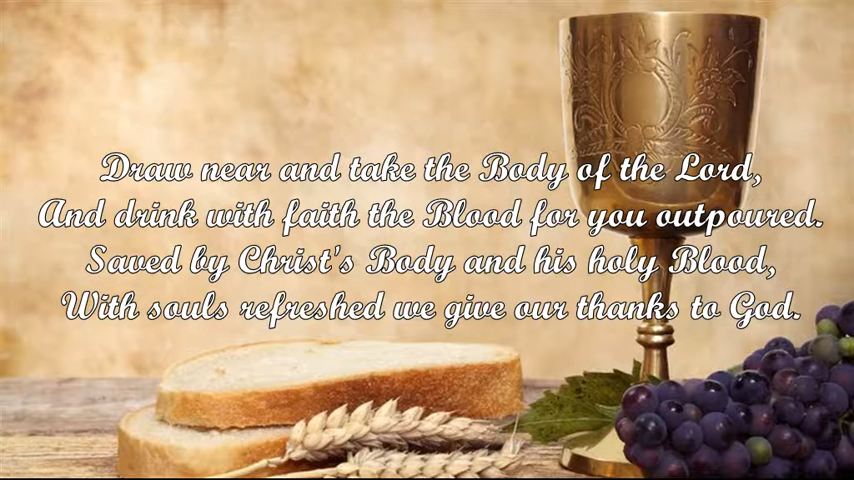 Draw near and take the Body of the Lord,
And drink with faith the Blood for you outpoured.
Saved by Christ's Body and his holy Blood,
With souls refreshed we give our thanks to God.